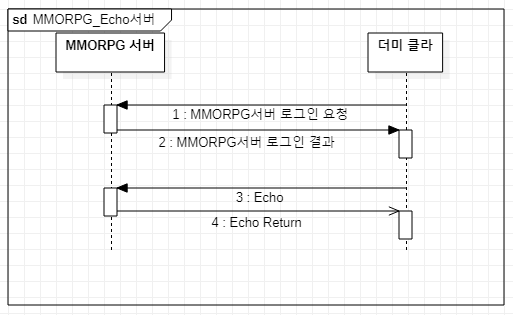 sd MMORPG_Echo서버
MMORPG 서버
더미 클라
1 : MMORPG서버 로그인 요청
2 : MMORPG서버 로그인 결과
3 : Echo
4 : Echo Return